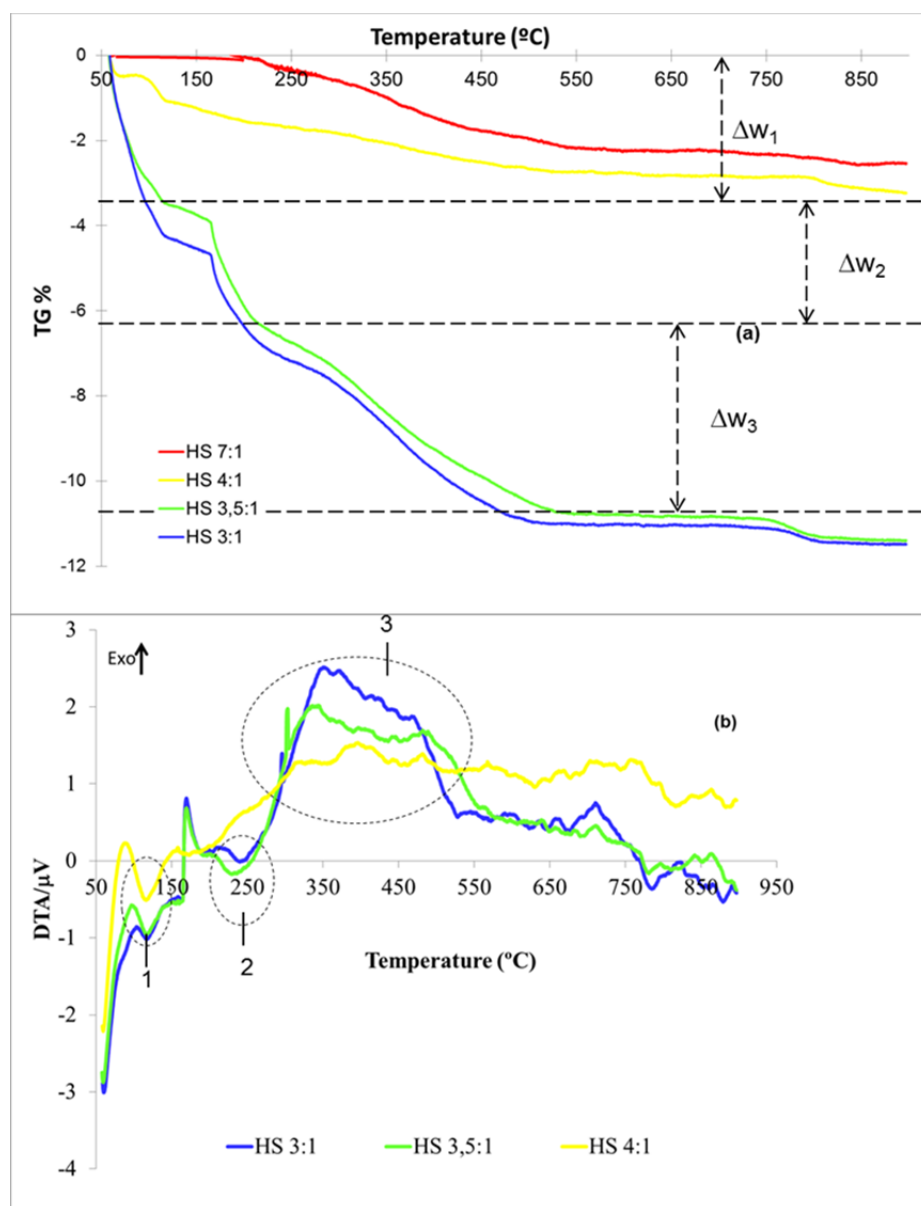 Temperature (ºC)
0
50 150 250 350 450 550 650 750 850
-2
-4
-6
-8
-10
-12
TG %
Δw₁
Δw₂
(a)
Δw₃
HS 7:1
HS 4:1
HS 3,5:1
HS 3:1
3
2
1
0
-1
-2
-3
-4
DTA/µV
Exo
3
(b)
50 150 250 350 450 550 650 750 850 950
1
2
Temperature (ºC)
HS 3:1 HS 3,5:1 HS 4:1